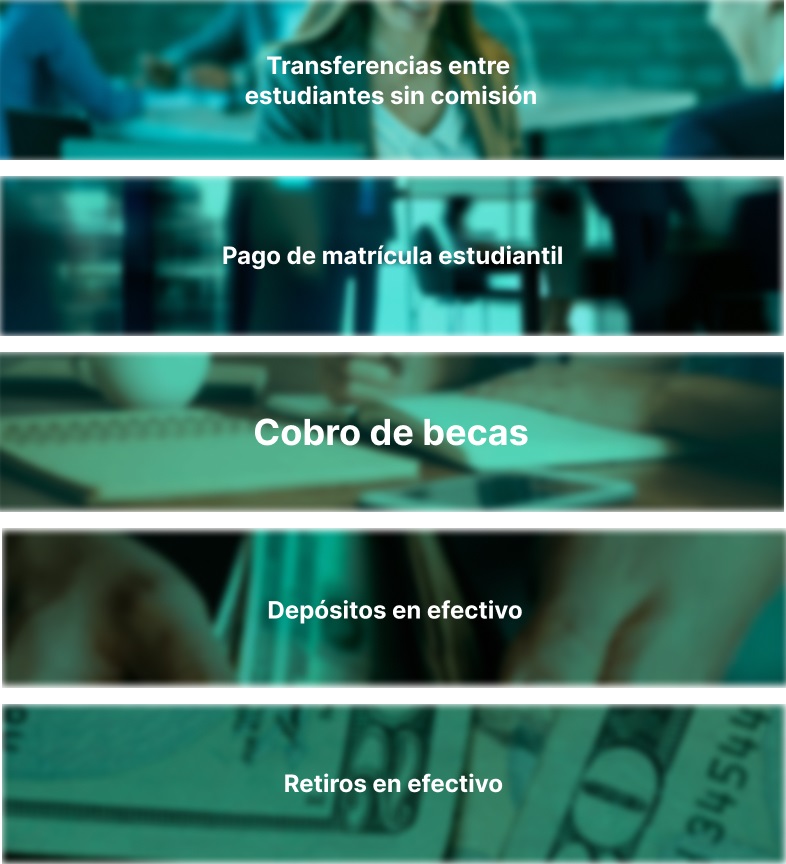 Transferencias entre
estudiantes sin comisión
Pago de matrícula estudiantil
Cobro de becas
Depósitos en efectivo
Retiros en efectivo